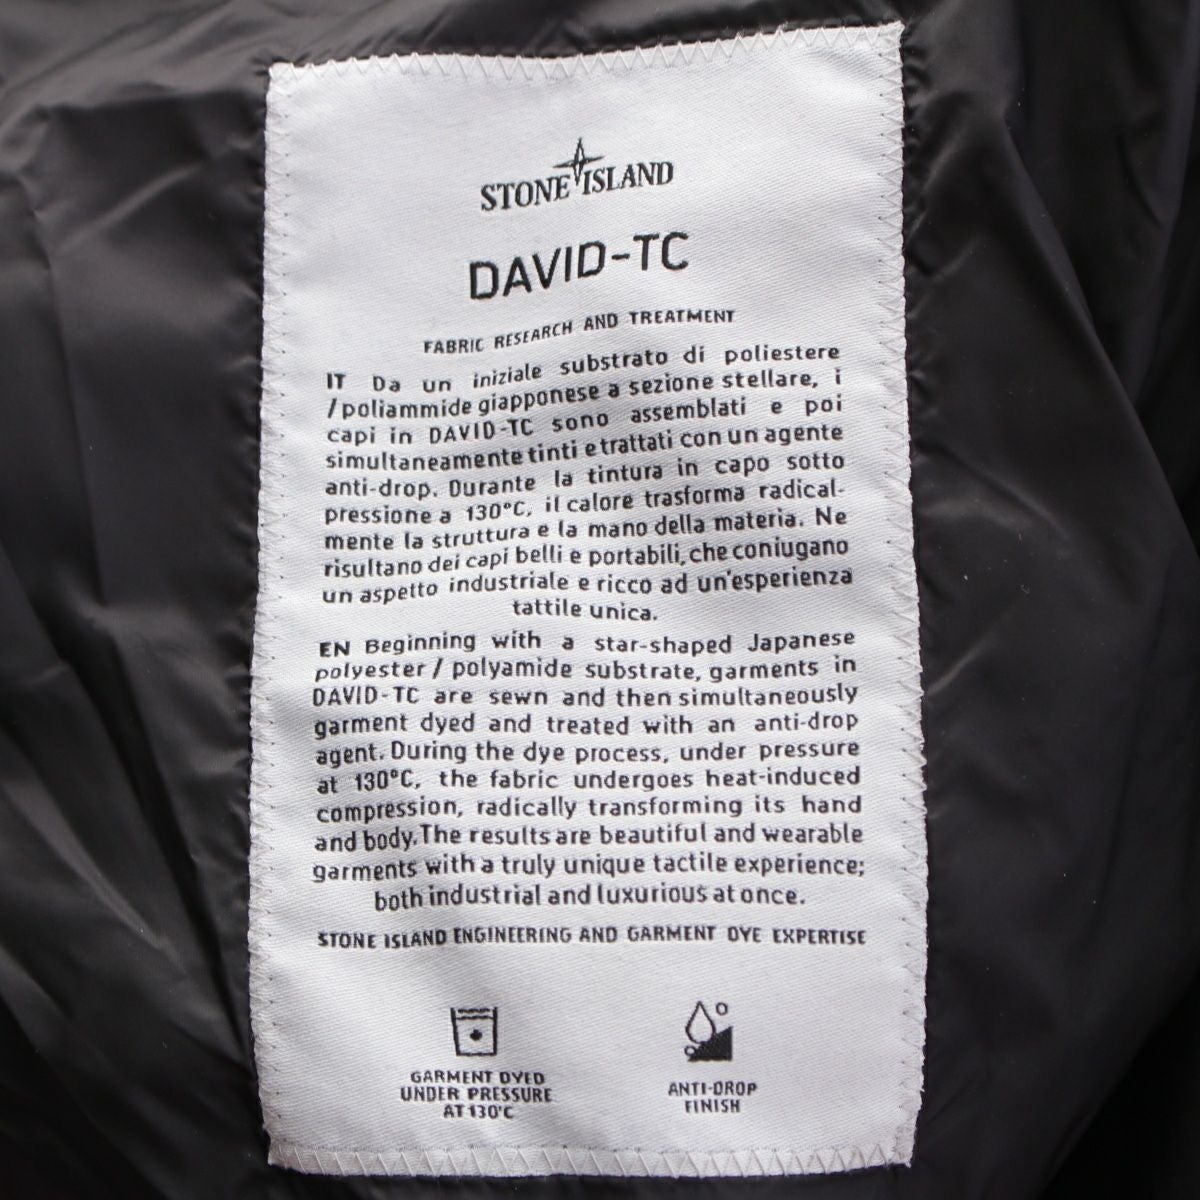 STONE ISLAND
DAVID-TC
FABRIC RESEARCH AND TREATMENT
IT Da un iniziale substrato di poliestere
/poliammide giapponese a sezione stellare, i
capi in DAVID-TC sono assemblati e poi
simultaneamente tinti e trattati con un agente
anti-drop. Durante la tintura in capo sotto
pressione a 130°C, il calore trasforma radical-
mente la struttura e la mano della materia. Ne
risultano dei capi belli e portabili, che coniugano
un aspetto industriale e ricco ad un'esperienza
tattile unica.
EN Beginning with a star-shaped Japanese
polyester/ polyamide substrate, garments in
DAVID-TC are sewn and then simultaneously
garment dyed and treated with an anti-drop
agent. During the dye process, under pressure
at 130°C, the fabric undergoes heat-induced
compression, radically transforming its hand
and body. The results are beautiful and wearable
garments with a truly unique tactile experience;
both industrial and luxurious at once.
STONE ISLAND ENGINEERING AND GARMENT DYE EXPERTISE
GARMENT DYED
UNDER PRESSURE
AT 130°C
ANTI-DROP
FINISH